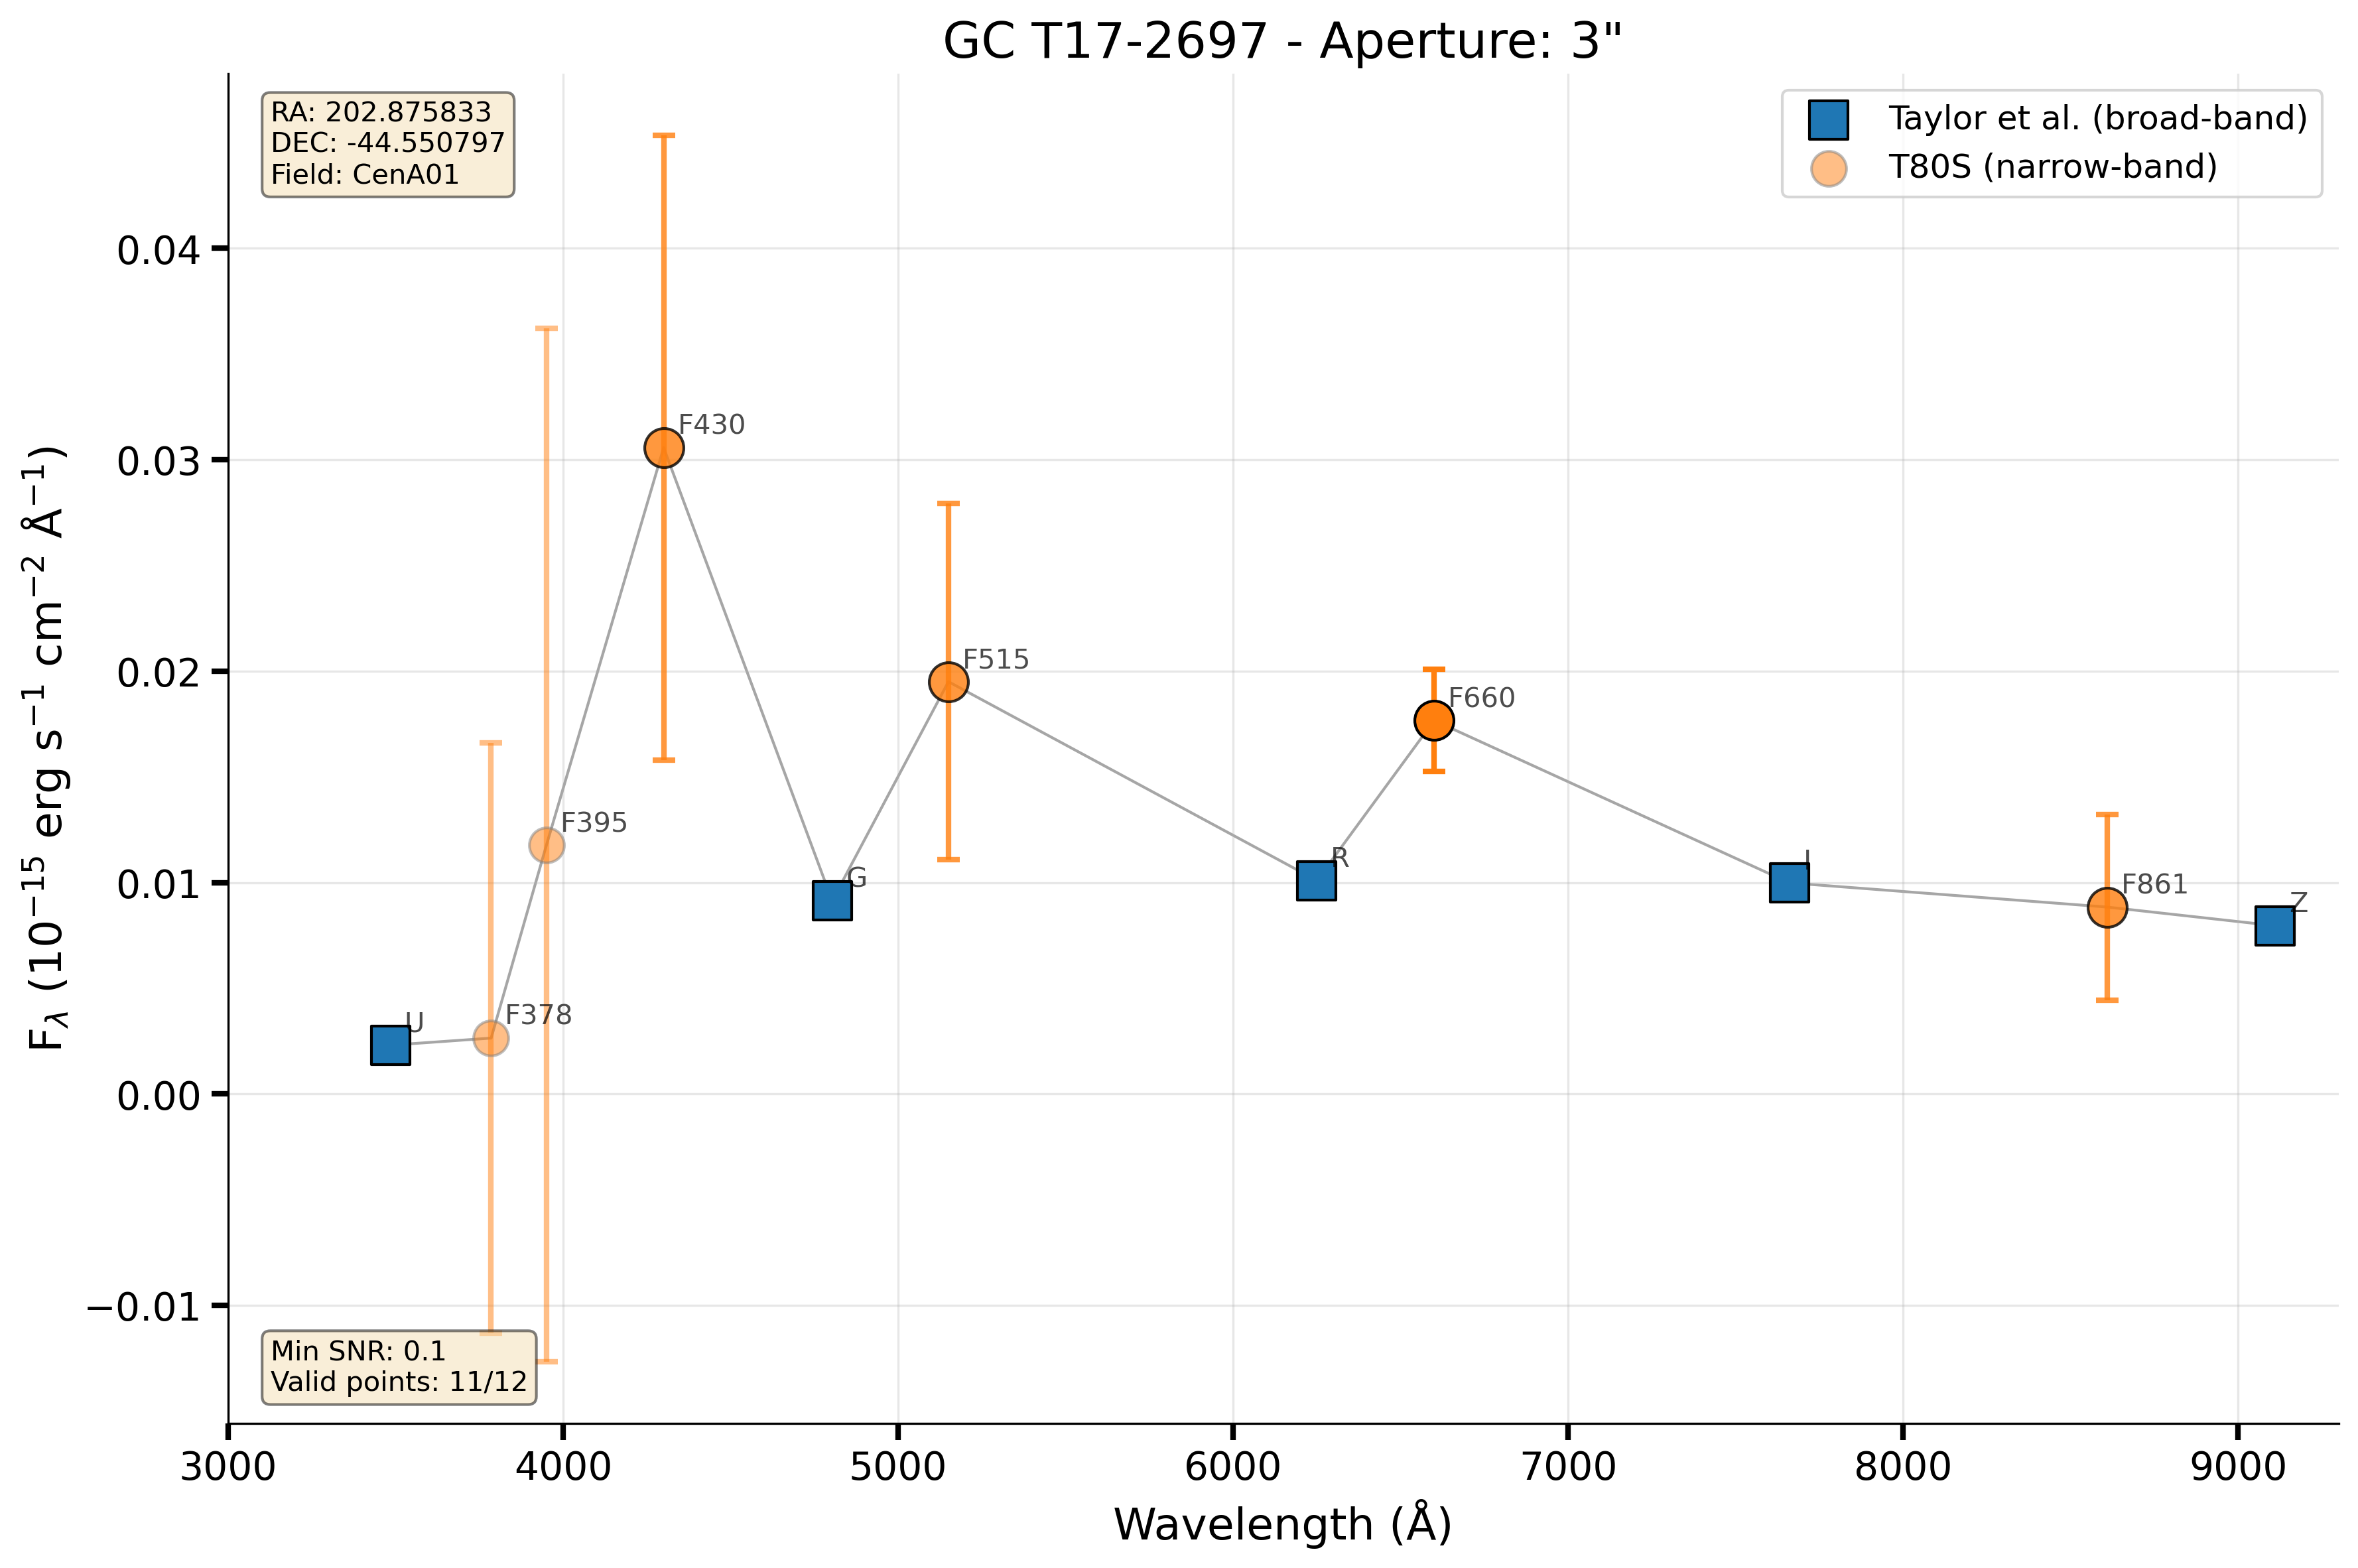 GC T17-2697 - Aperture: 3"
RA: 202.875833
DEC: -44.550797
Field: CenA01
Taylor et al. (broad-band)
T80S (narrow-band)
F$_{λ}$ (10$^{−15}$ erg s$^{−1}$ cm$^{−2}$ Å$^{−1}$)
0.04
0.03
0.02
0.01
0.00
−0.01
U
F378
F395
F430
G
F515
R
F660
I
F861
Z
Min SNR: 0.1
Valid points: 11/12
3000
4000
5000
6000
7000
8000
9000
Wavelength (Å)